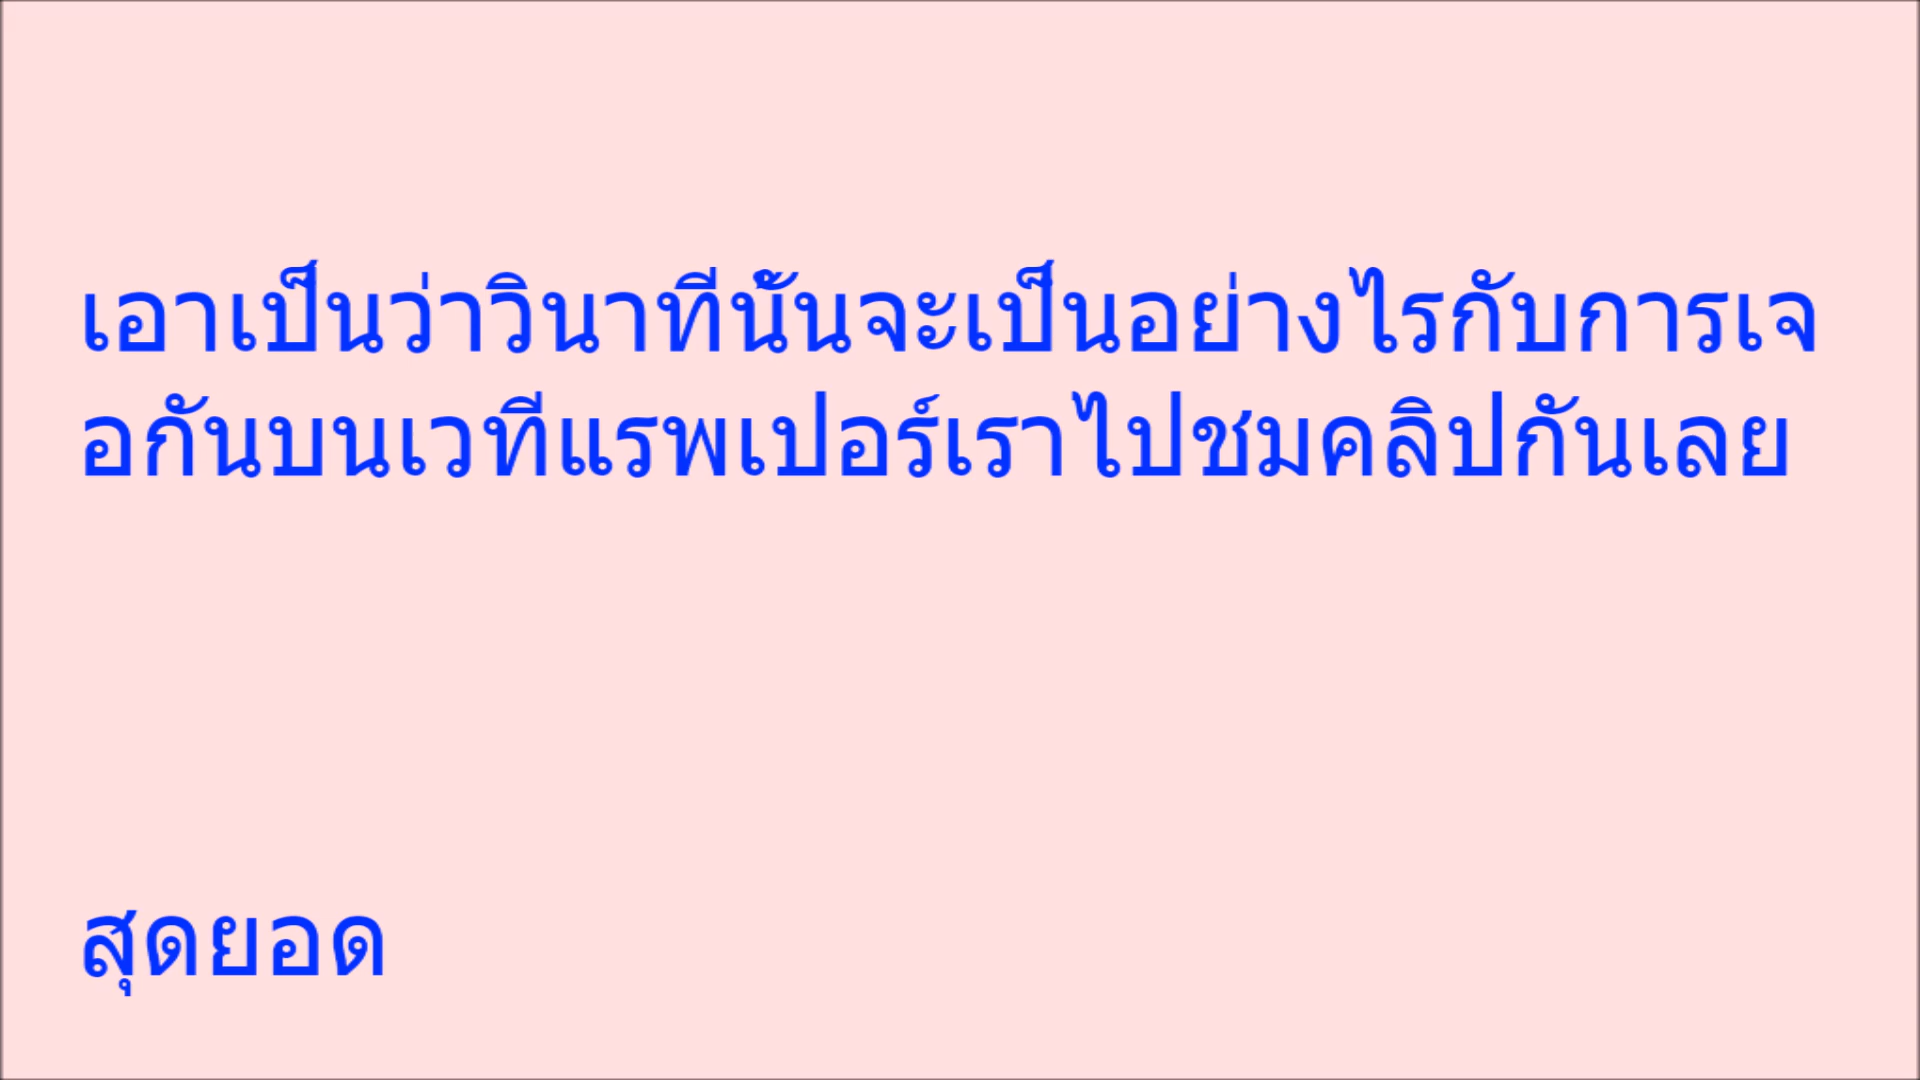 เอาเป็นว่าวินาทีนั้นจะเป็นอย่างไรกับการเจ
อกันบนเวทีแรพเปอร์เราไปชมคลิปกันเลย
สุดยอด